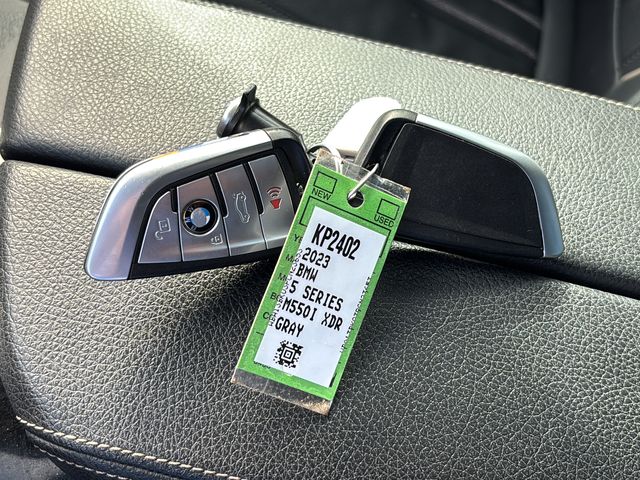 NEW USED
KP2402
2023
BMW
5 SERIES
M550I XDR
GRAY